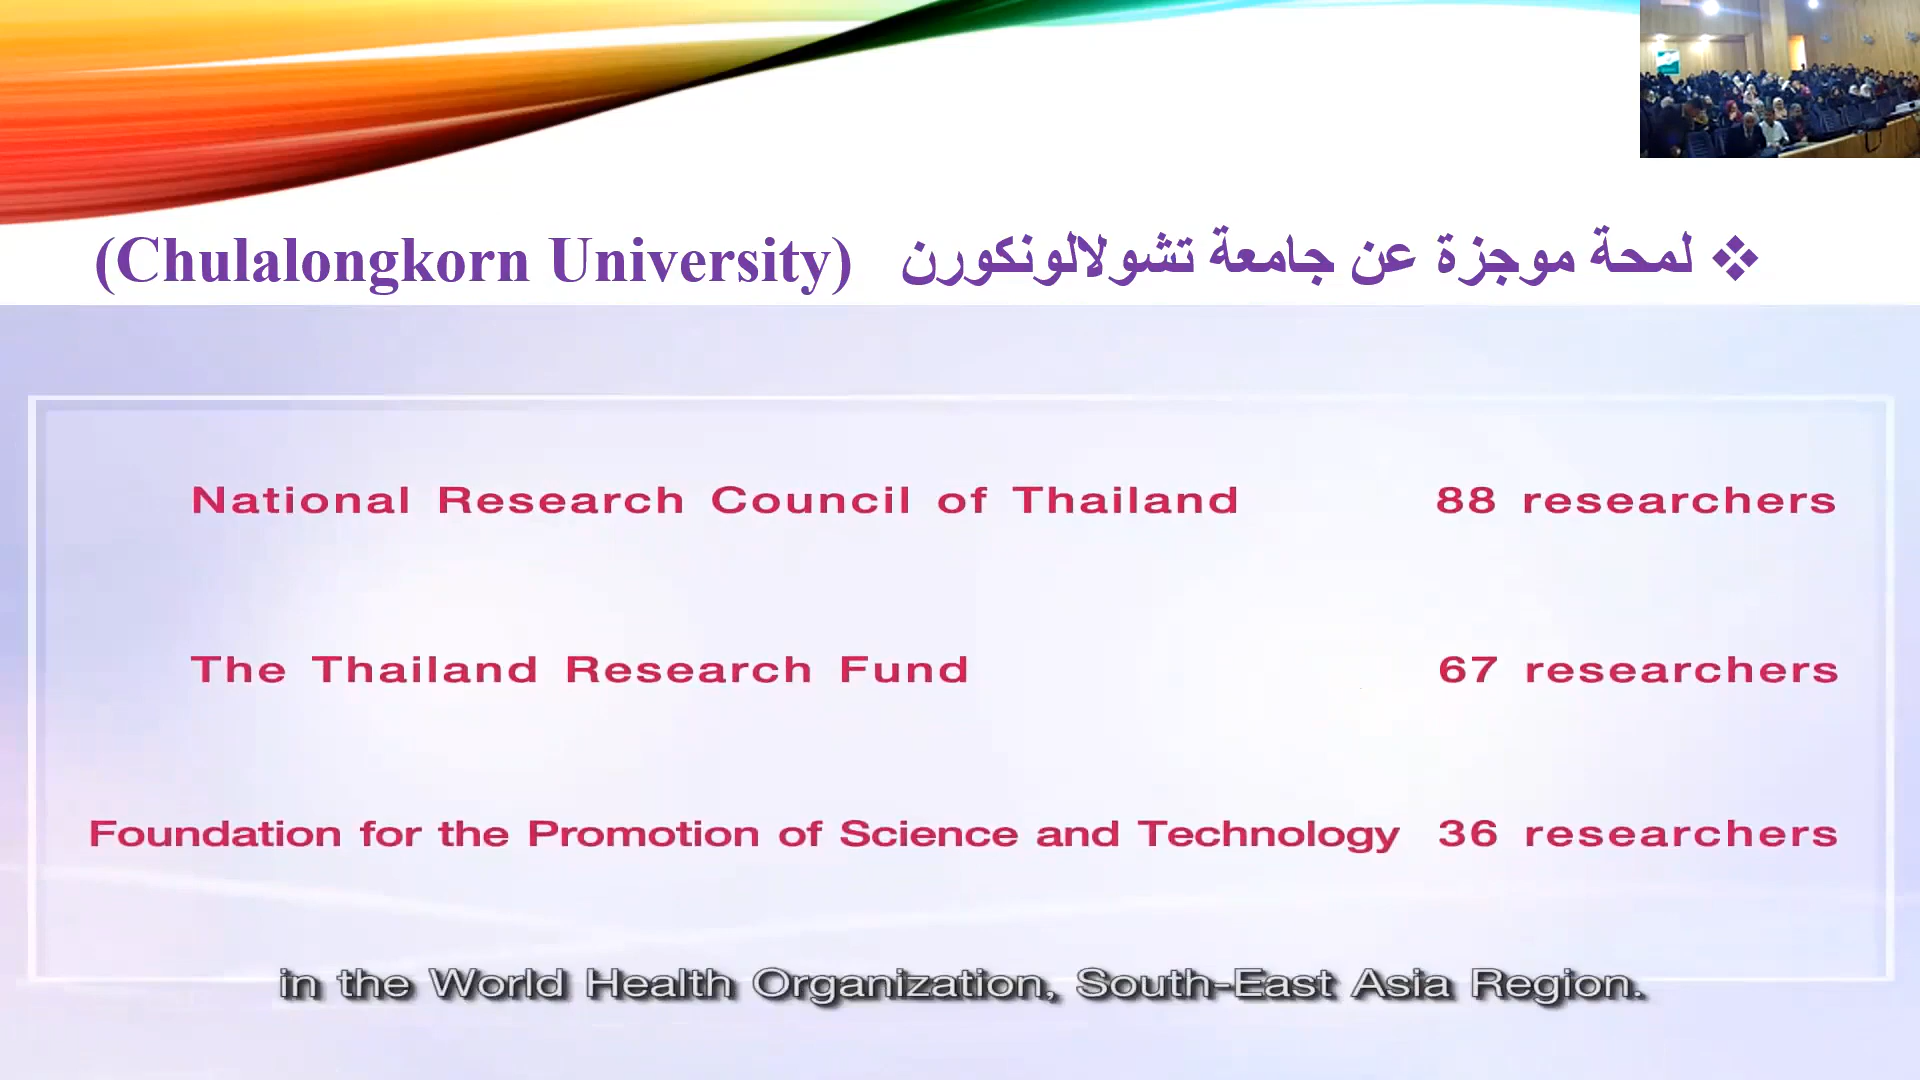 ❖ لمحة موجزة عن جامعة تشولالونكورن (Chulalongkorn University)
National Research Council of Thailand 88 researchers
The Thailand Research Fund 67 researchers
Foundation for the Promotion of Science and Technology 36 researchers
in the World Health Organization, South-East Asia Region.